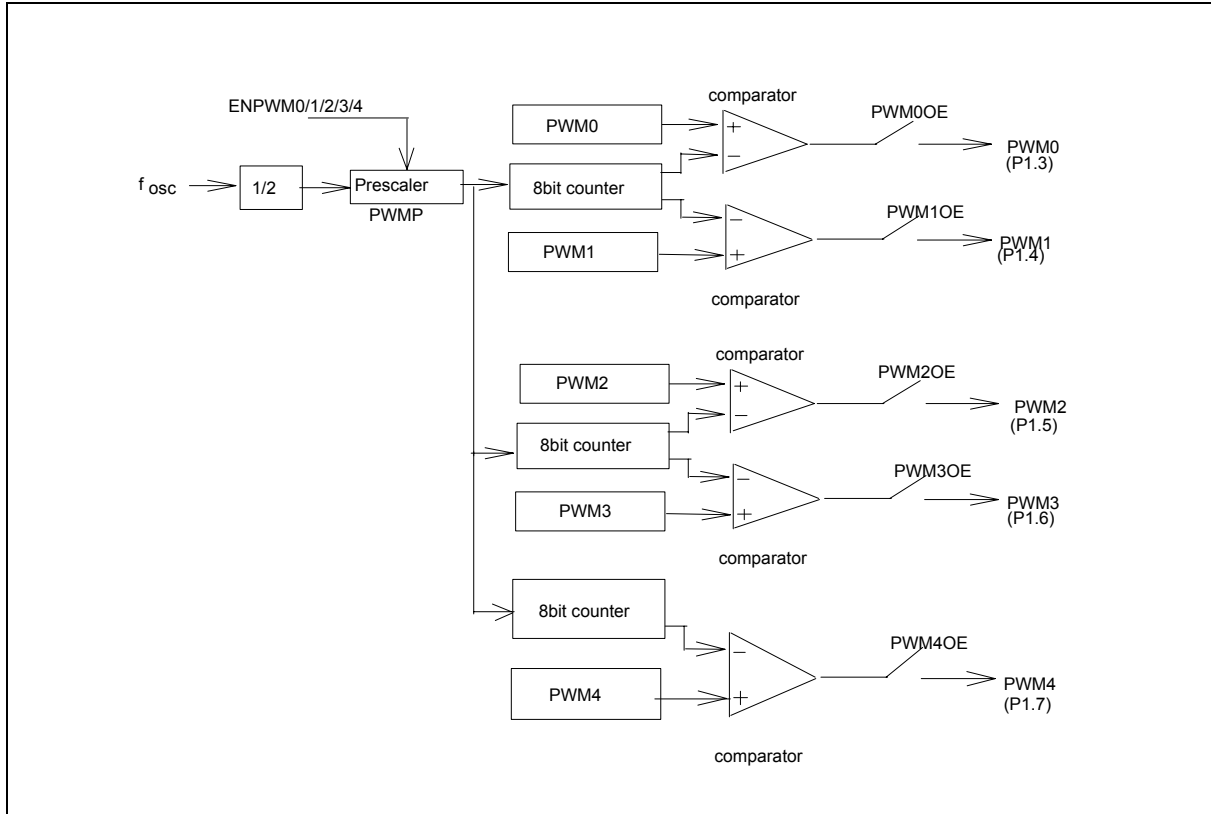 comparator
ENPWM0/1/2/3/4
PWM0
+
−
PWM0OE
PWM0
(P1.3)
f osc
1/2
Prescaler
PWMP
8bit counter
−
+
PWM1OE
PWM1
(P1.4)
PWM1
comparator
comparator
PWM2
+
−
PWM2OE
PWM2
(P1.5)
8bit counter
−
+
PWM3OE
PWM3
(P1.6)
PWM3
comparator
8bit counter
−
+
PWM4OE
PWM4
(P1.7)
PWM4
comparator